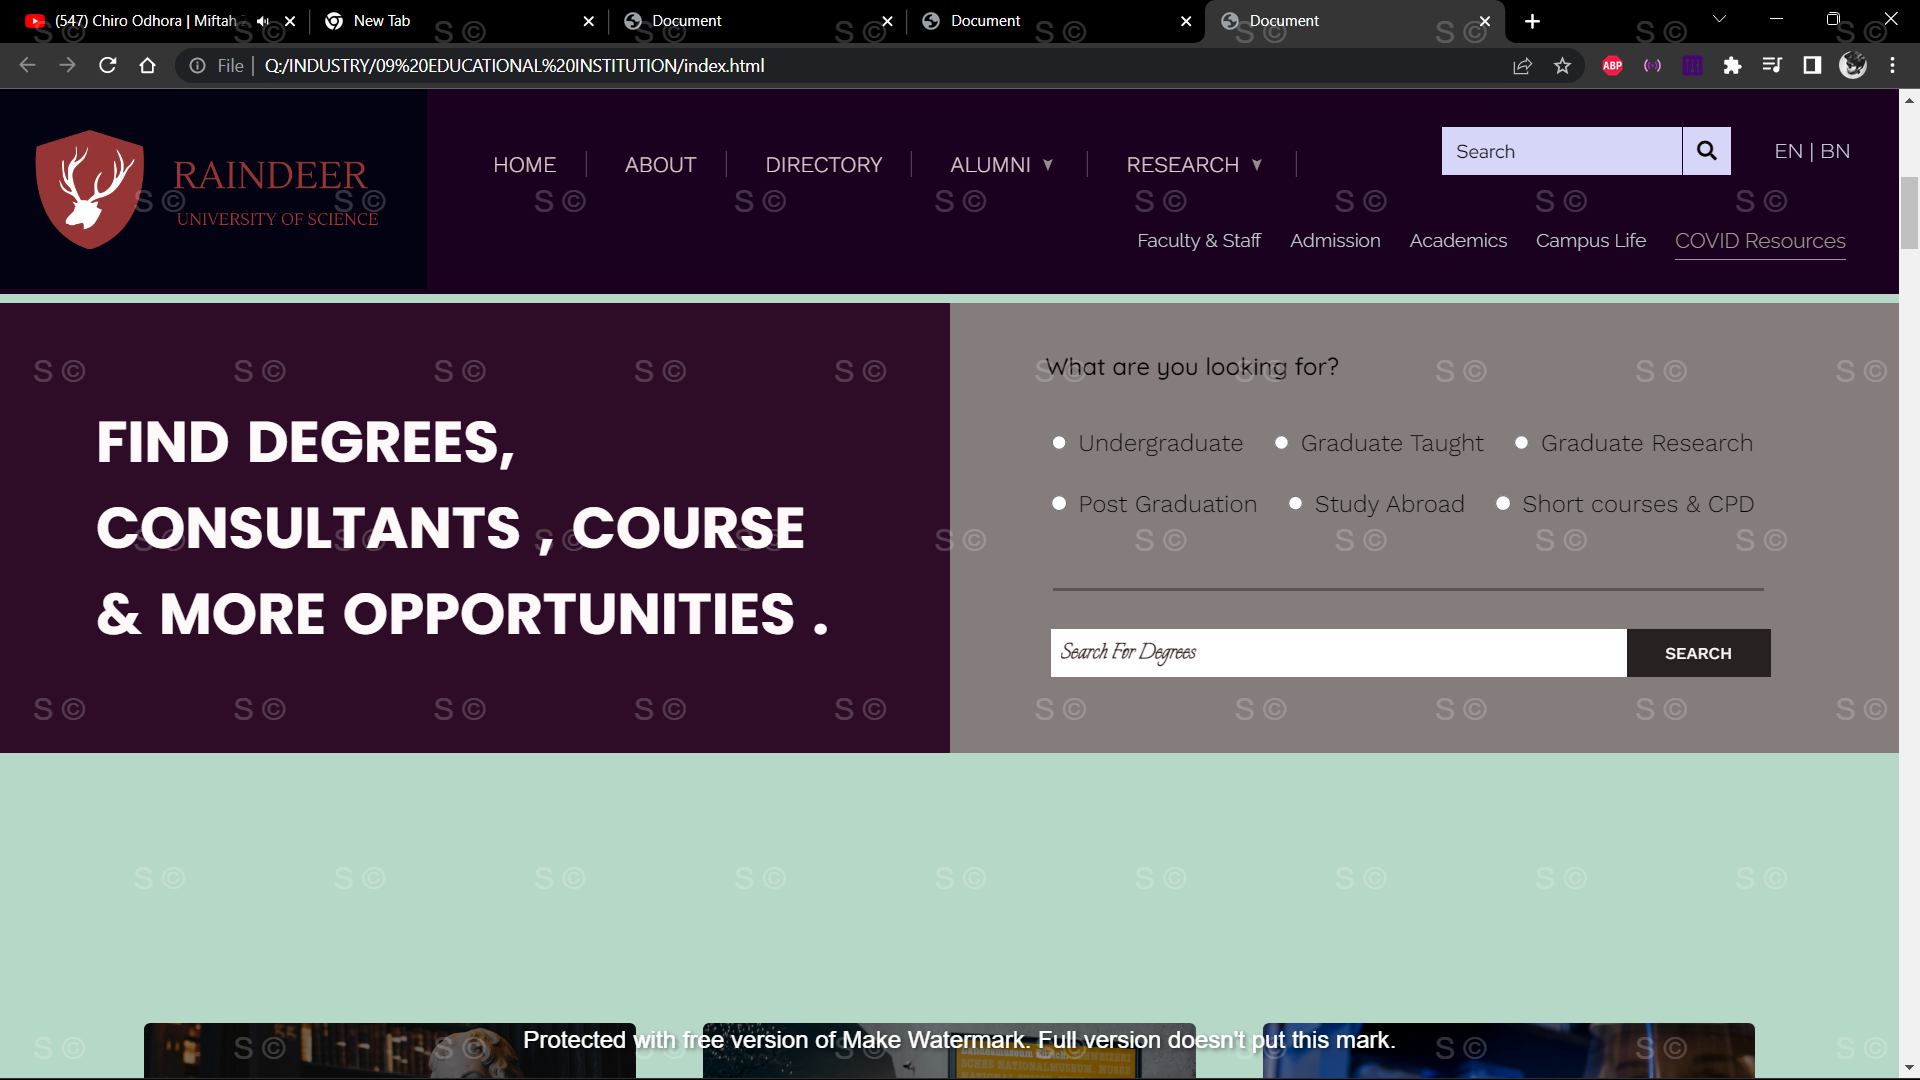 (547) Chiro Odhora | Miftah
New Tab
Document
Document
Document
File
Q:/INDUSTRY/09%20EDUCATIONAL%20INSTITUTION/index.html
ABP
RAINDEER
UNIVERSITY OF SCIENCE
HOME
ABOUT
DIRECTORY
ALUMNI ▼
RESEARCH ▼
Search
EN | BN
Faculty & Staff
Admission
Academics
Campus Life
COVID Resources
FIND DEGREES,
CONSULTANTS , COURSE
& MORE OPPORTUNITIES .
What are you looking for?
Undergraduate
Graduate Taught
Graduate Research
Post Graduation
Study Abroad
Short courses & CPD
Search For Degrees
SEARCH
S ©
Protected with free version of Make Watermark. Full version doesn't put this mark.